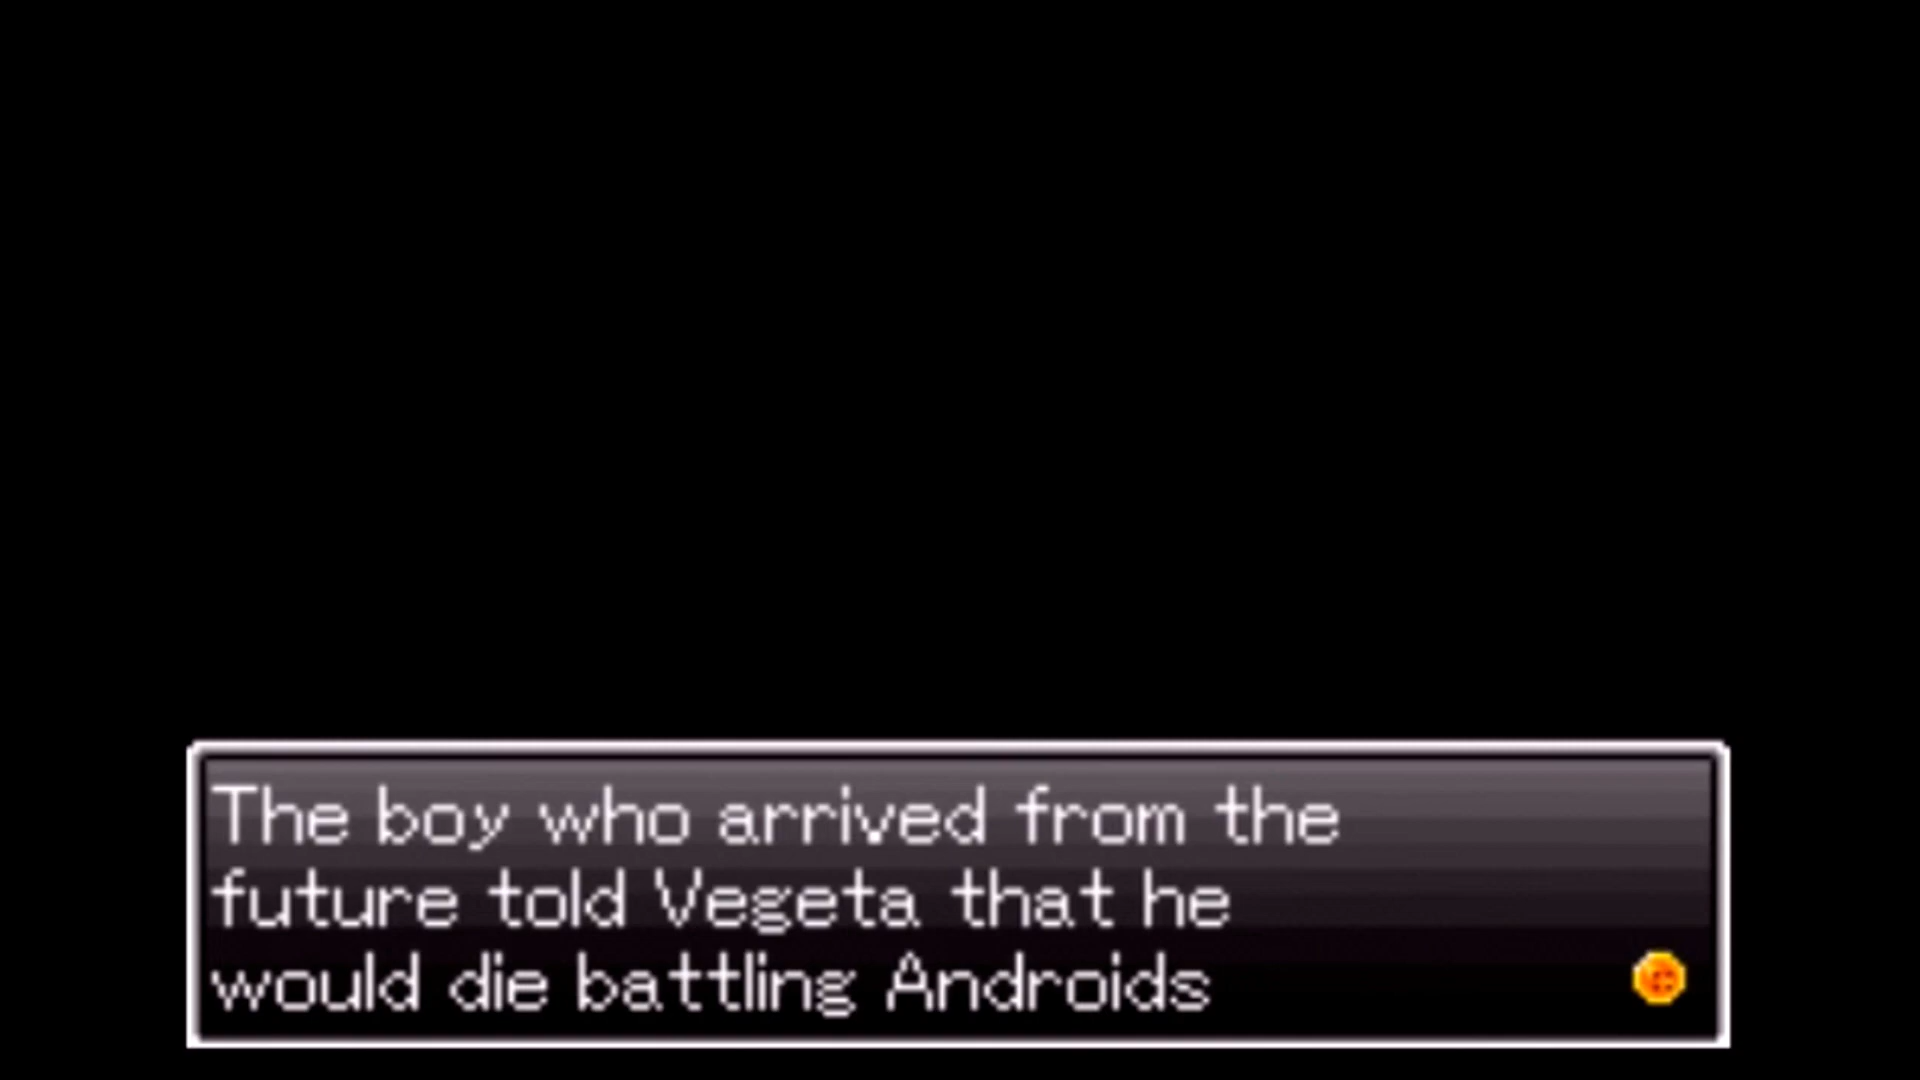 The boy who arrived from the
future told Vegeta that he
would die battling Androids